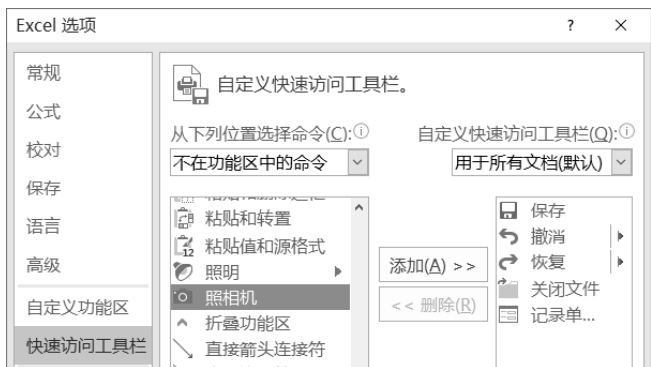 Excel 选项
?
×
常规
公式
校对
保存
语言
高级
自定义功能区
快速访问工具栏
自定义快速访问工具栏。
从下列位置选择命令(C):
不在功能区中的命令
粘贴和转置
粘贴值和源格式
照明
照相机
折叠功能区
直接箭头连接符
添加(A) >>
<< 删除(R)
自定义快速访问工具栏(Q):
用于所有文档(默认)
保存
撤消
恢复
关闭文件
记录单...